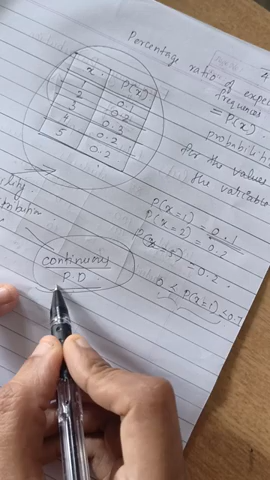 Percentage ratio of expe
frequencies
= P(x).
probabilit
for the values
the variable
x P(x)
1 0.1
2 0.2
3 0.3
4 0.2
5 0.2
P(x=1) = 0.1
P(x=2) = 0.2
P(x=5) = 0.2.
0 < P(x=1) < 0.1
continuous
P.D